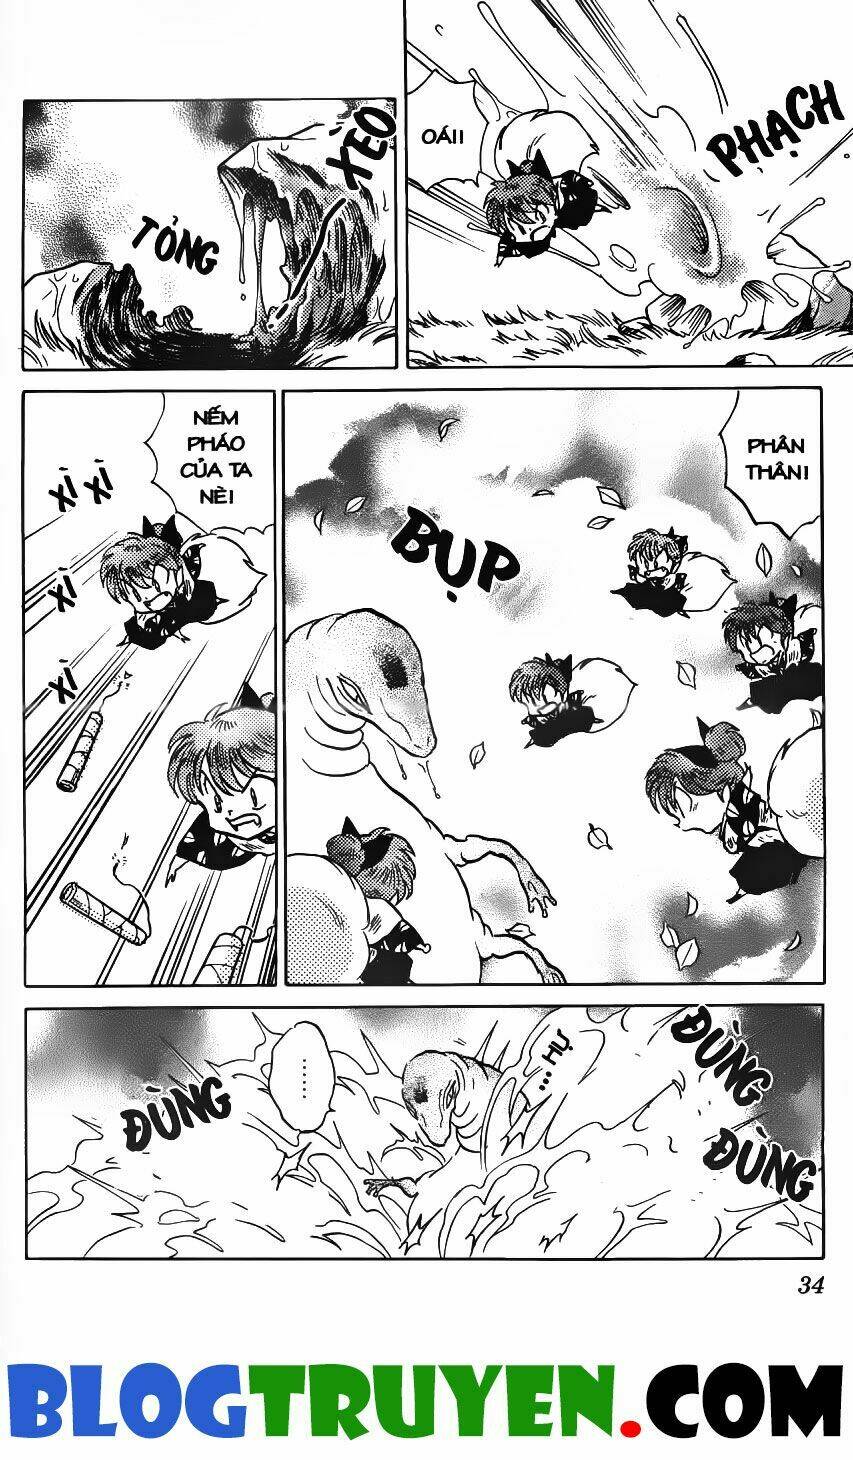 OÁI!
PHẠCH
XÈO
TỎNG
PHÂN
THÂN!
BỤP
NẾM
PHÁO
CỦA TA
NÈ!
XÌ
XÌ
XÌ
XÌ
ĐÙNG
ĐÙNG
... HỰ
......
ĐÙNG
34
BLOGTRUYEN.COM